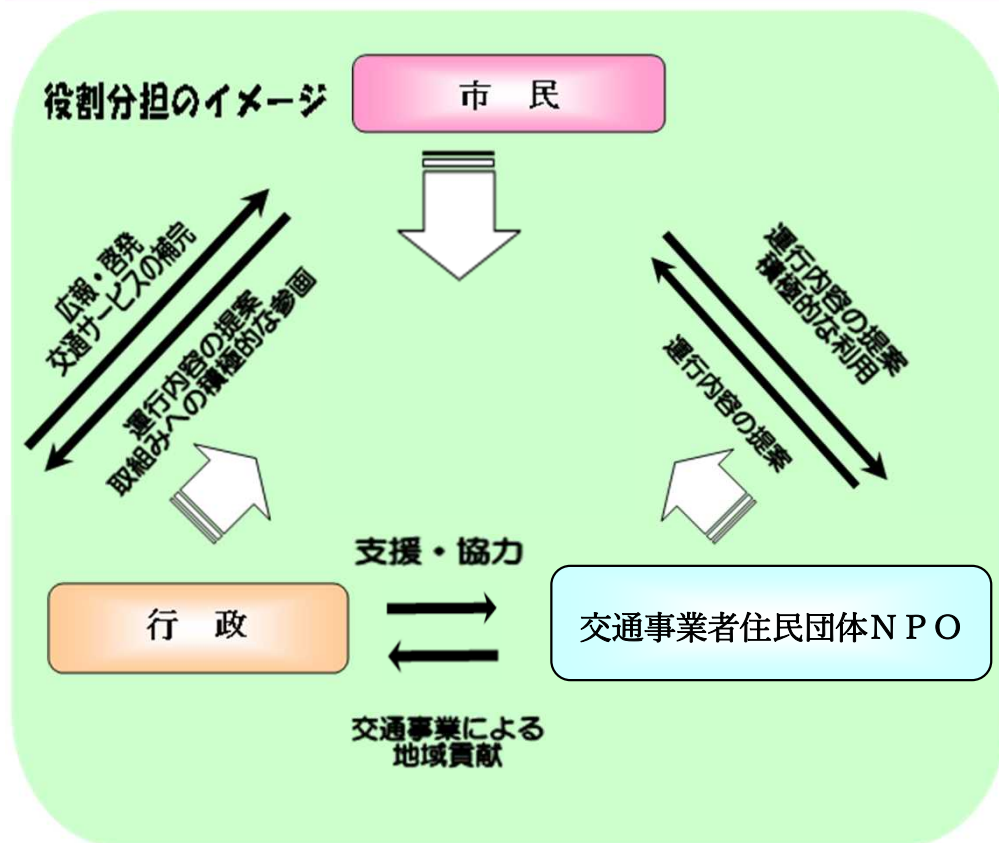 役割分担のイメージ
市　民
広報・啓発
交通サービスの補完
運行内容の提案
取組みへの積極的な参画
運行内容の提案
積極的な利用
運行内容の提案
支援・協力
行　政
交通事業者住民団体ＮＰＯ
交通事業による
地域貢献